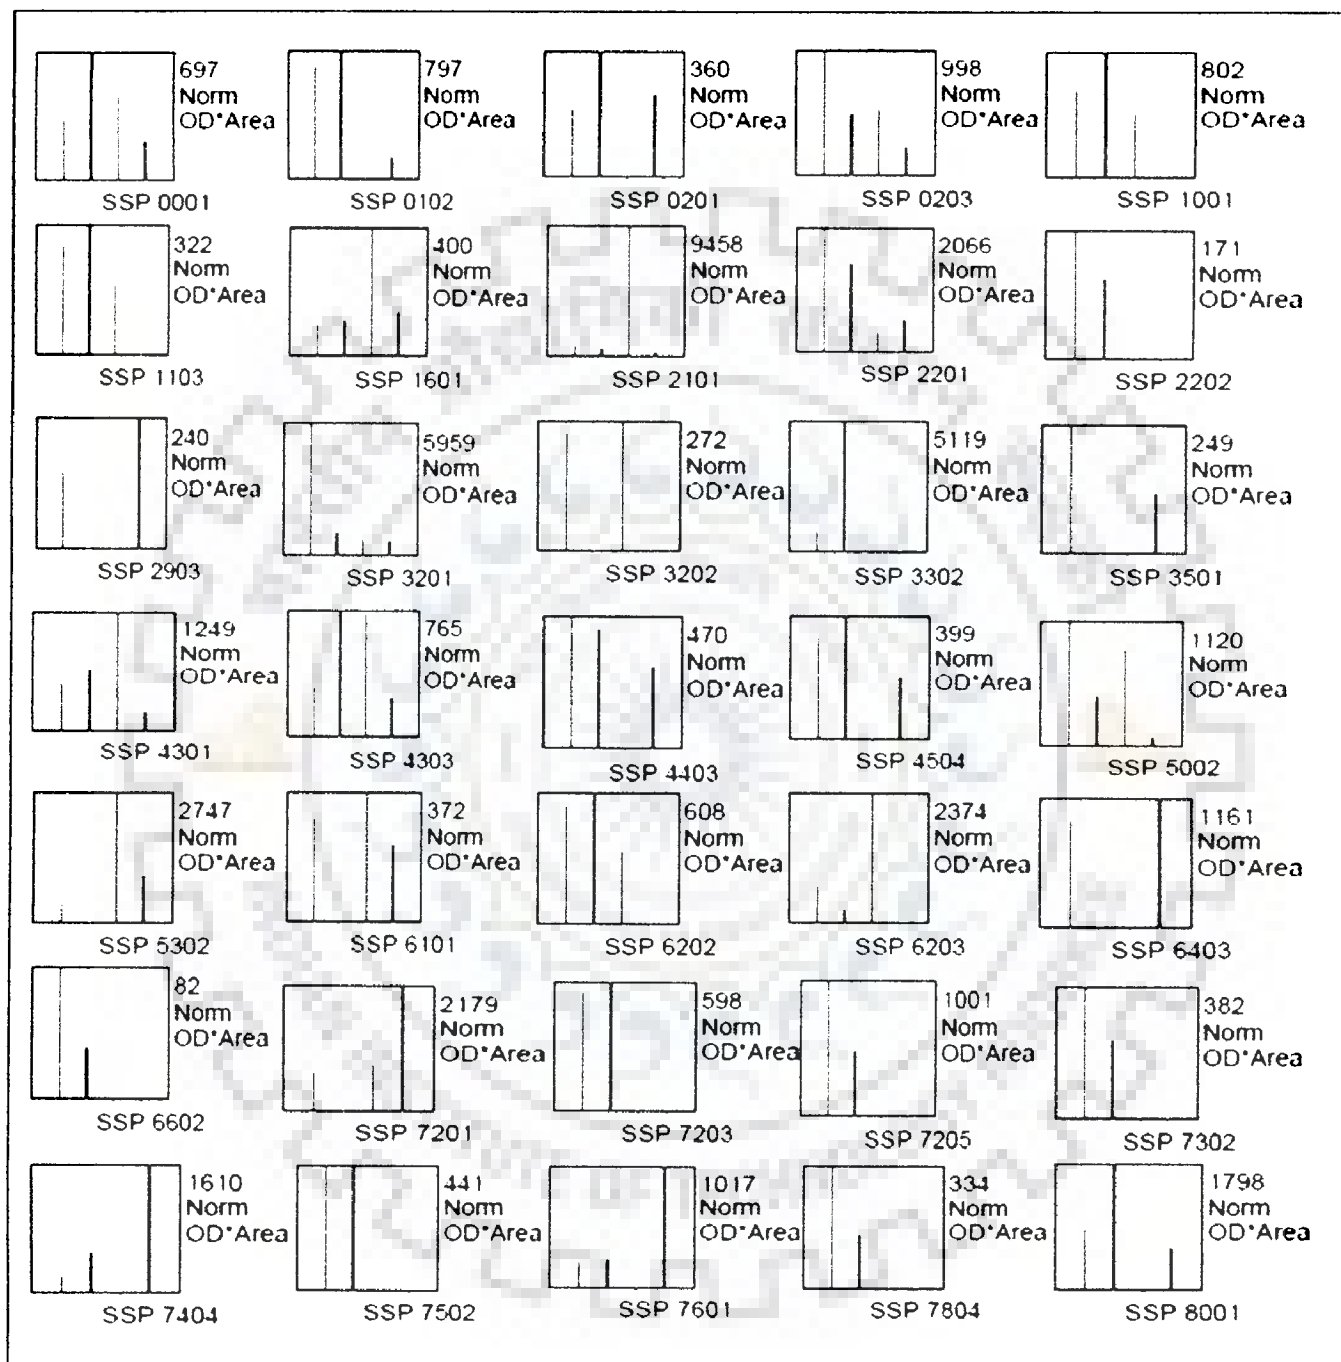 697
Norm
OD*Area
SSP 0001
797
Norm
OD*Area
SSP 0102
360
Norm
OD*Area
SSP 0201
998
Norm
OD*Area
SSP 0203
802
Norm
OD*Area
SSP 1001
322
Norm
OD*Area
SSP 1103
400
Norm
OD*Area
SSP 1601
9458
Norm
OD*Area
SSP 2101
2066
Norm
OD*Area
SSP 2201
171
Norm
OD*Area
SSP 2202
240
Norm
OD*Area
SSP 2903
5959
Norm
OD*Area
SSP 3201
272
Norm
OD*Area
SSP 3202
5119
Norm
OD*Area
SSP 3302
249
Norm
OD*Area
SSP 3501
1249
Norm
OD*Area
SSP 4301
765
Norm
OD*Area
SSP 4303
470
Norm
OD*Area
SSP 4403
399
Norm
OD*Area
SSP 4504
1120
Norm
OD*Area
SSP 5002
2747
Norm
OD*Area
SSP 5302
372
Norm
OD*Area
SSP 6101
608
Norm
OD*Area
SSP 6202
2374
Norm
OD*Area
SSP 6203
1161
Norm
OD*Area
SSP 6403
82
Norm
OD*Area
SSP 6602
2179
Norm
OD*Area
SSP 7201
598
Norm
OD*Area
SSP 7203
1001
Norm
OD*Area
SSP 7205
382
Norm
OD*Area
SSP 7302
1610
Norm
OD*Area
SSP 7404
441
Norm
OD*Area
SSP 7502
1017
Norm
OD*Area
SSP 7601
334
Norm
OD*Area
SSP 7804
1798
Norm
OD*Area
SSP 8001